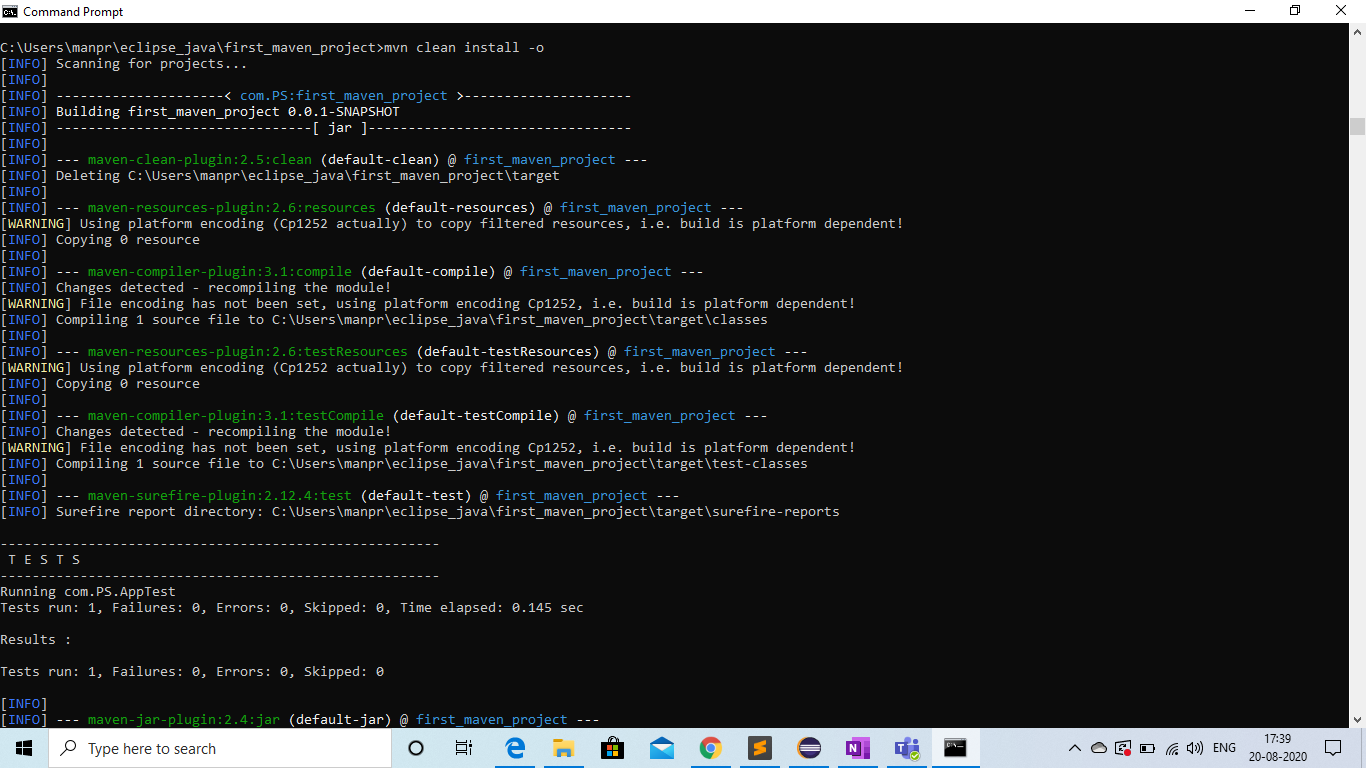 Command Prompt
C:\Users\manpr\eclipse_java\first_maven_project>mvn clean install -o
[INFO] Scanning for projects...
[INFO]
[INFO] ---------------------< com.PS:first_maven_project >---------------------
[INFO] Building first_maven_project 0.0.1-SNAPSHOT
[INFO] --------------------------------[ jar ]---------------------------------
[INFO]
[INFO] --- maven-clean-plugin:2.5:clean (default-clean) @ first_maven_project ---
[INFO] Deleting C:\Users\manpr\eclipse_java\first_maven_project\target
[INFO]
[INFO] --- maven-resources-plugin:2.6:resources (default-resources) @ first_maven_project ---
[WARNING] Using platform encoding (Cp1252 actually) to copy filtered resources, i.e. build is platform dependent!
[INFO] Copying 0 resource
[INFO]
[INFO] --- maven-compiler-plugin:3.1:compile (default-compile) @ first_maven_project ---
[INFO] Changes detected - recompiling the module!
[WARNING] File encoding has not been set, using platform encoding Cp1252, i.e. build is platform dependent!
[INFO] Compiling 1 source file to C:\Users\manpr\eclipse_java\first_maven_project\target\classes
[INFO]
[INFO] --- maven-resources-plugin:2.6:testResources (default-testResources) @ first_maven_project ---
[WARNING] Using platform encoding (Cp1252 actually) to copy filtered resources, i.e. build is platform dependent!
[INFO] Copying 0 resource
[INFO]
[INFO] --- maven-compiler-plugin:3.1:testCompile (default-testCompile) @ first_maven_project ---
[INFO] Changes detected - recompiling the module!
[WARNING] File encoding has not been set, using platform encoding Cp1252, i.e. build is platform dependent!
[INFO] Compiling 1 source file to C:\Users\manpr\eclipse_java\first_maven_project\target\test-classes
[INFO]
[INFO] --- maven-surefire-plugin:2.12.4:test (default-test) @ first_maven_project ---
[INFO] Surefire report directory: C:\Users\manpr\eclipse_java\first_maven_project\target\surefire-reports
-------------------------------------------------------
T E S T S
-------------------------------------------------------
Running com.PS.AppTest
Tests run: 1, Failures: 0, Errors: 0, Skipped: 0, Time elapsed: 0.145 sec
Results :
Tests run: 1, Failures: 0, Errors: 0, Skipped: 0
[INFO]
[INFO] --- maven-jar-plugin:2.4:jar (default-jar) @ first_maven_project ---
Type here to search
ENG
17:39
20-08-2020